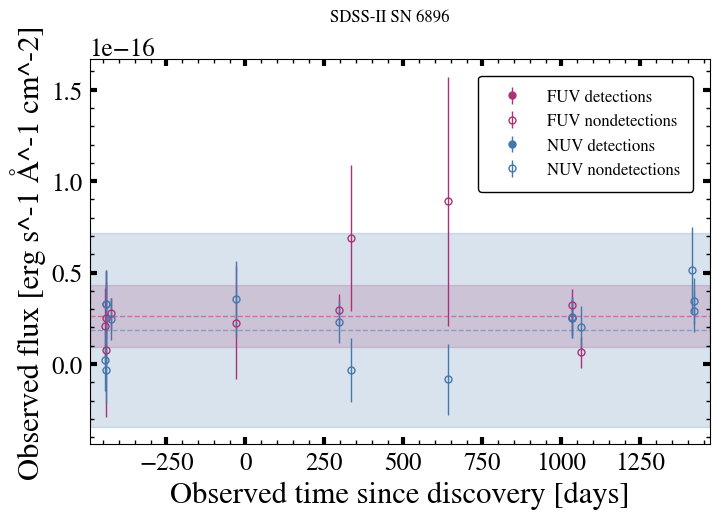 SDSS-II SN 6896
1e−16
Observed flux [erg s^-1 Å^-1 cm^-2]
1.5
1.0
0.5
0.0
FUV detections
FUV nondetections
NUV detections
NUV nondetections
−250 0 250 500 750 1000 1250
Observed time since discovery [days]